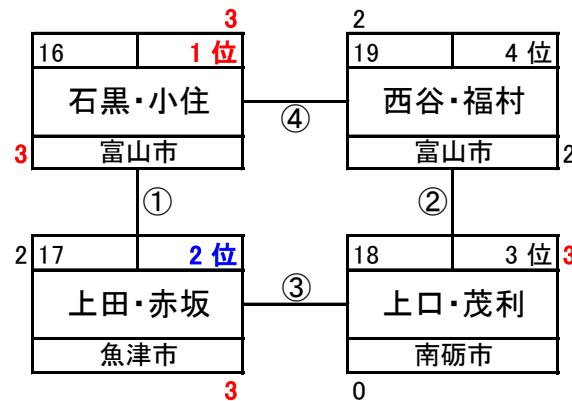 3 2
16 1 位 19 4 位
石黒・小住 ④ 西谷・福村
3 富山市 富山市 2
① ②
2 17 2 位 18 3 位 3
上田・赤坂 ③ 上口・茂利
魚津市 南砺市
3 0